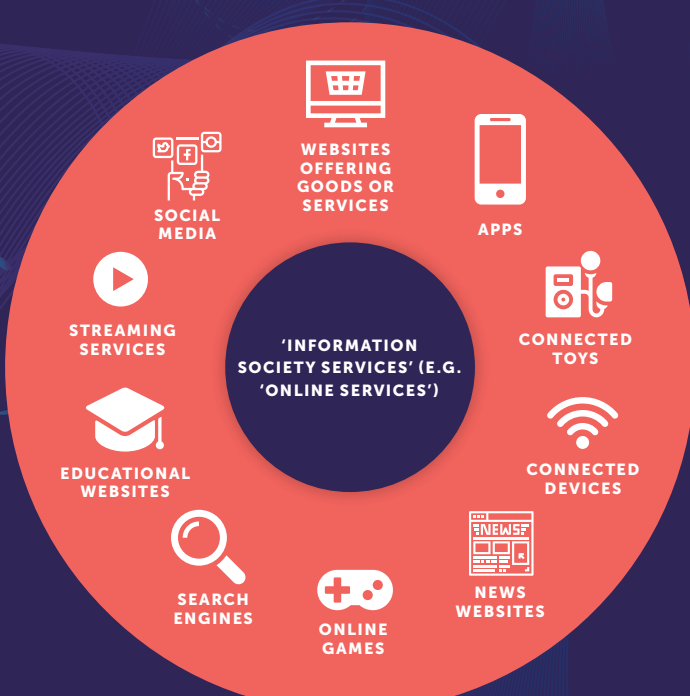 WEBSITES
OFFERING
GOODS OR
SERVICES
APPS
CONNECTED
TOYS
CONNECTED
DEVICES
NEWS
NEWS
WEBSITES
ONLINE
GAMES
SEARCH
ENGINES
EDUCATIONAL
WEBSITES
STREAMING
SERVICES
SOCIAL
MEDIA
f
‘INFORMATION
SOCIETY SERVICES’ (E.G.
‘ONLINE SERVICES’)